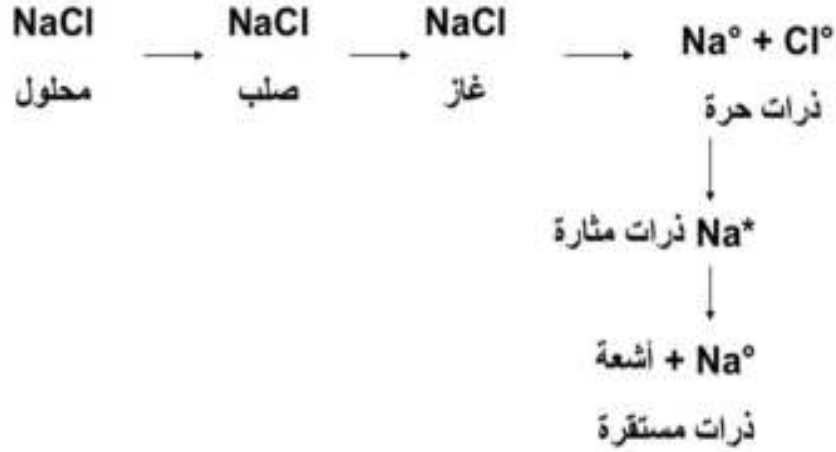 NaCl → NaCl → NaCl → Na° + Cl°
محلول صلب غاز ذرات حرة
Na* ذرات مثارة
Na° + أشعة
ذرات مستقرة